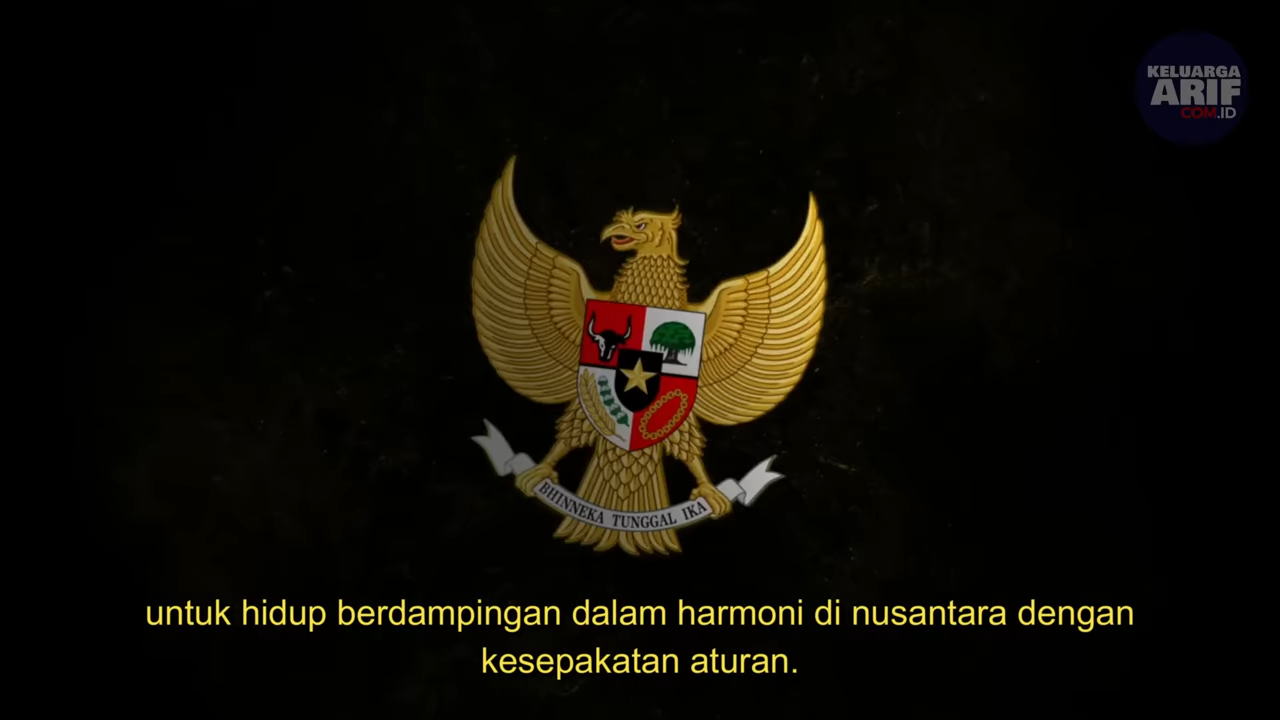 KELUARGA
ARIF
COM.ID
BHINNEKA TUNGGAL IKA
untuk hidup berdampingan dalam harmoni di nusantara dengan
kesepakatan aturan.